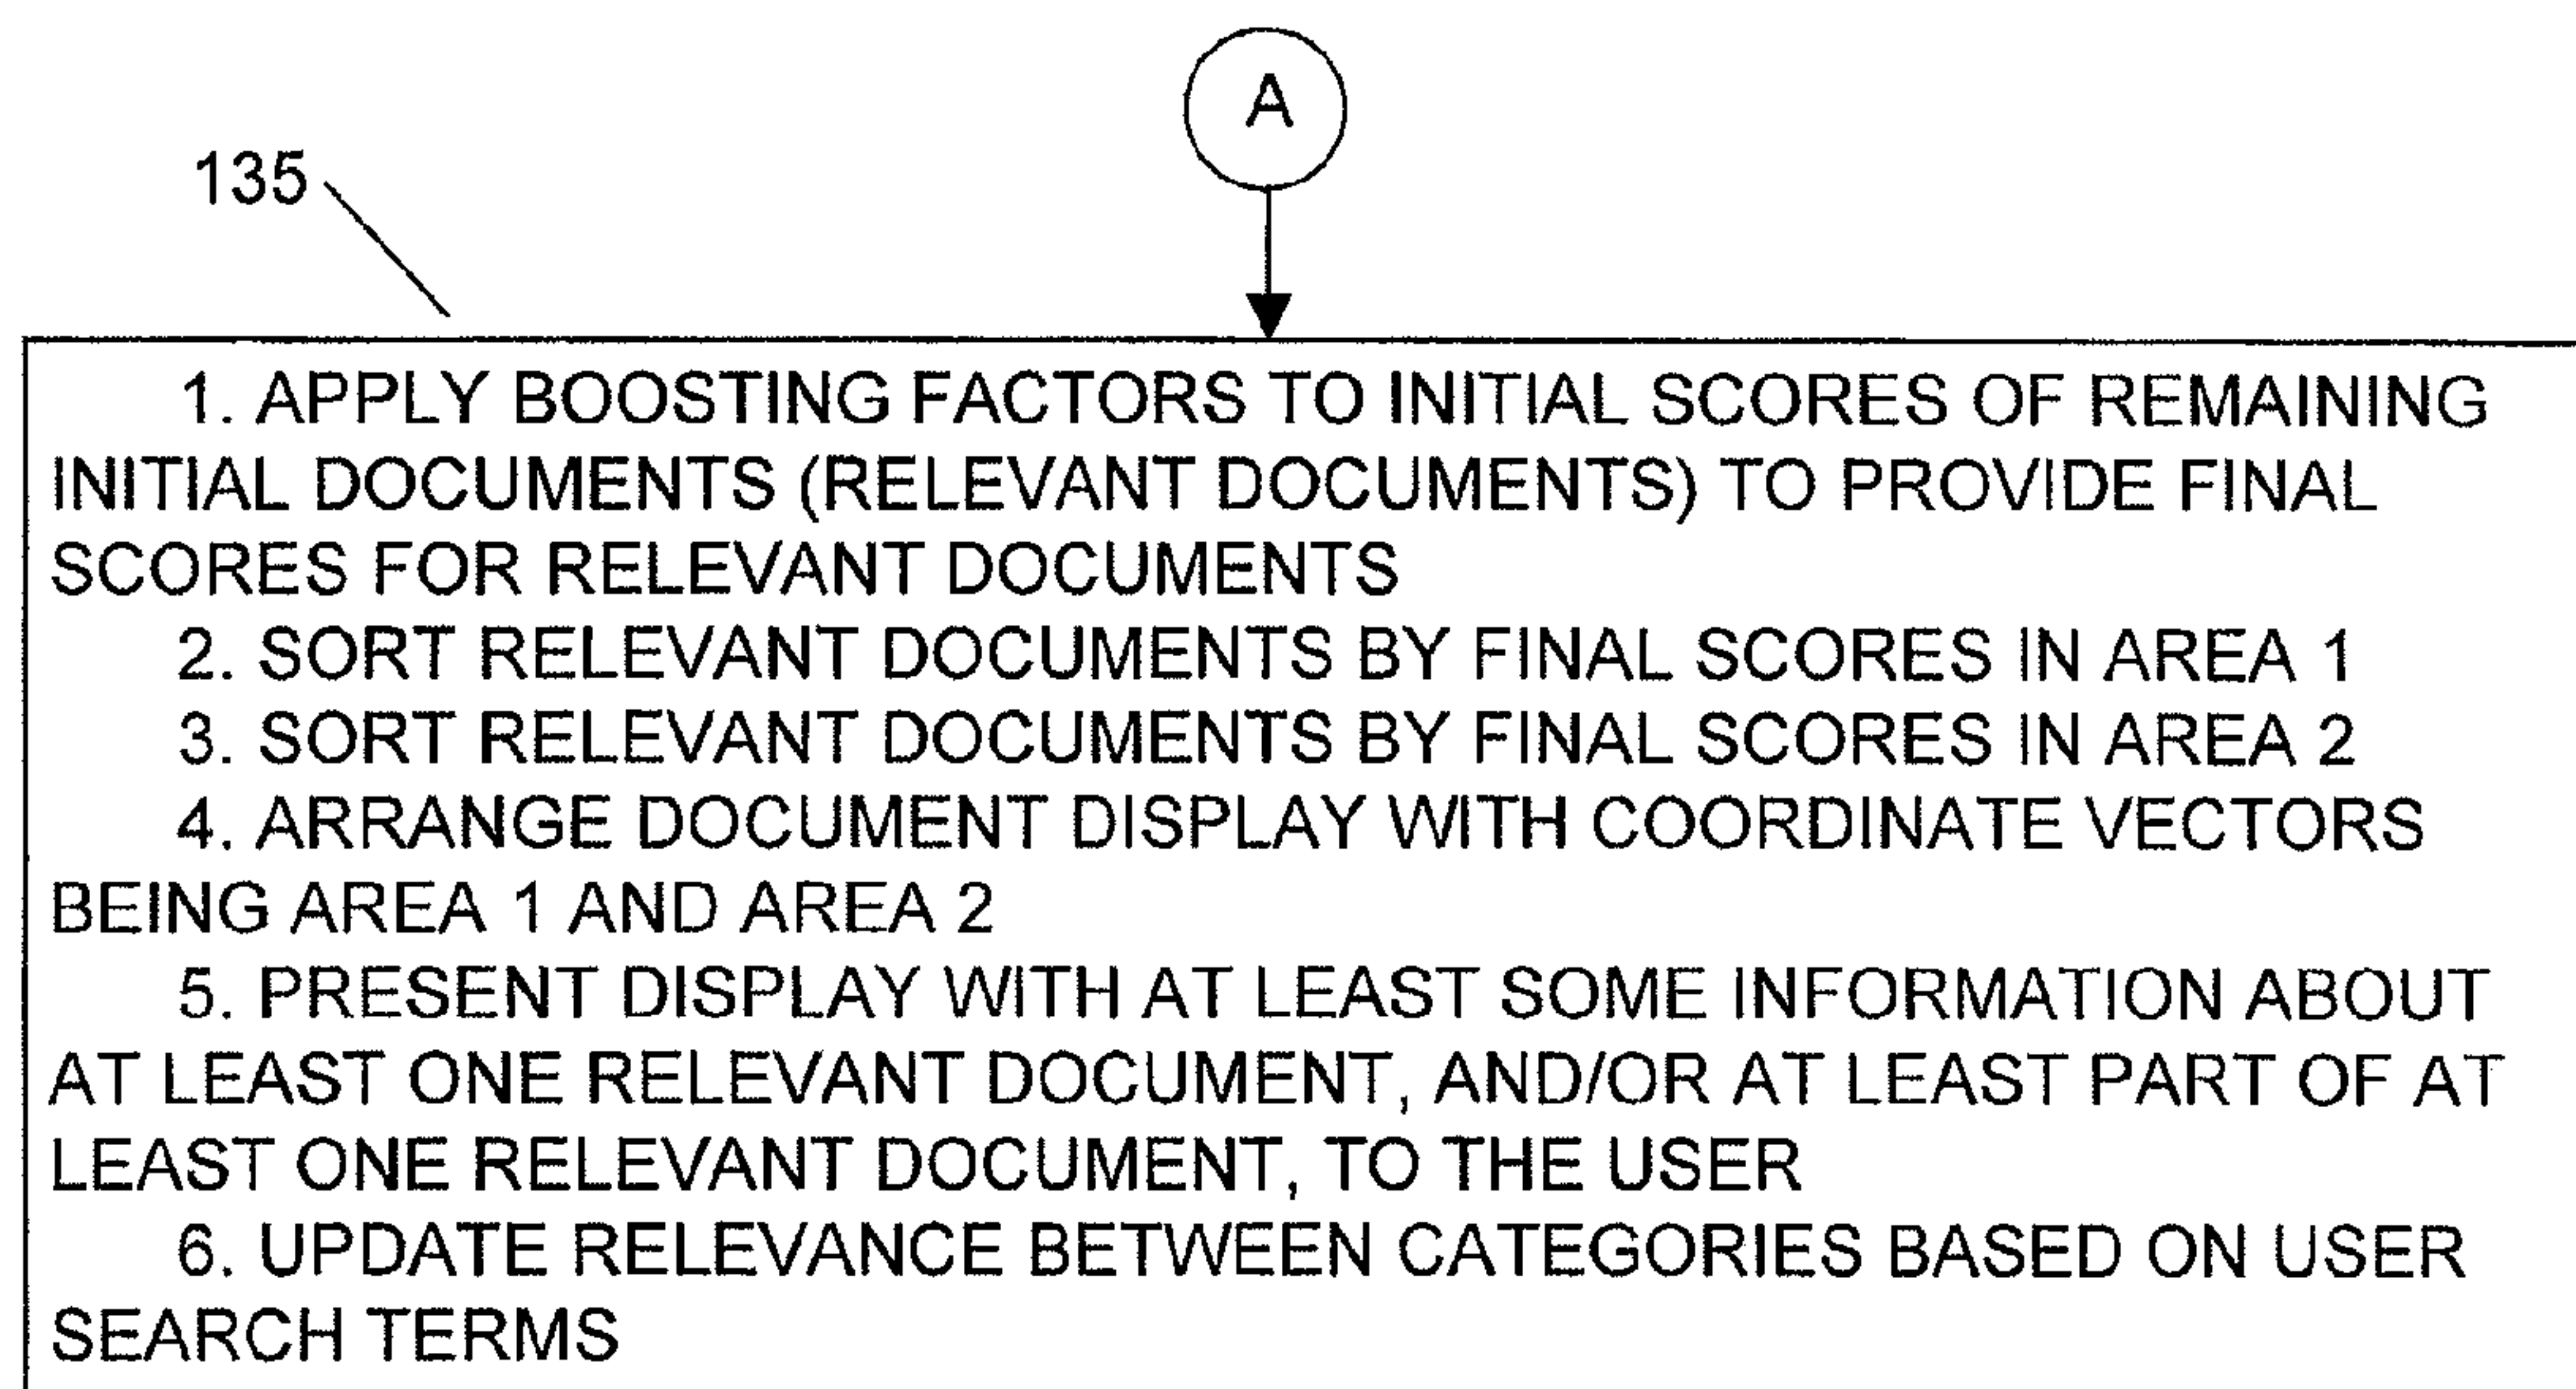 A
135
1. APPLY BOOSTING FACTORS TO INITIAL SCORES OF REMAINING
INITIAL DOCUMENTS (RELEVANT DOCUMENTS) TO PROVIDE FINAL
SCORES FOR RELEVANT DOCUMENTS
2. SORT RELEVANT DOCUMENTS BY FINAL SCORES IN AREA 1
3. SORT RELEVANT DOCUMENTS BY FINAL SCORES IN AREA 2
4. ARRANGE DOCUMENT DISPLAY WITH COORDINATE VECTORS
BEING AREA 1 AND AREA 2
5. PRESENT DISPLAY WITH AT LEAST SOME INFORMATION ABOUT
AT LEAST ONE RELEVANT DOCUMENT, AND/OR AT LEAST PART OF AT
LEAST ONE RELEVANT DOCUMENT, TO THE USER
6. UPDATE RELEVANCE BETWEEN CATEGORIES BASED ON USER
SEARCH TERMS